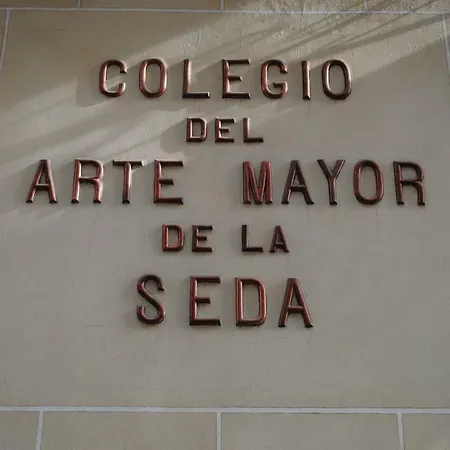 COLEGIO
DEL
ARTE MAYOR
DE LA
SEDA